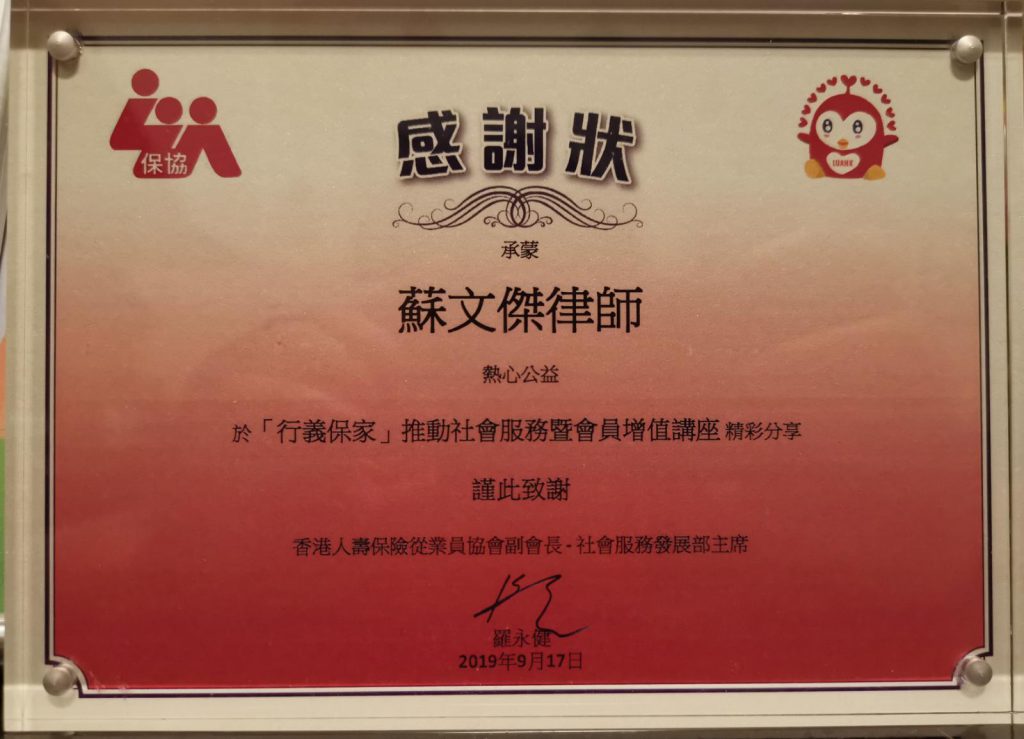 保協
感謝狀
LUAHK
承蒙
蘇文傑律師
熱心公益
於「行義保家」推動社會服務暨會員增值講座 精彩分享
謹此致謝
香港人壽保險從業員協會副會長 - 社會服務發展部主席
羅永健
2019年9月17日